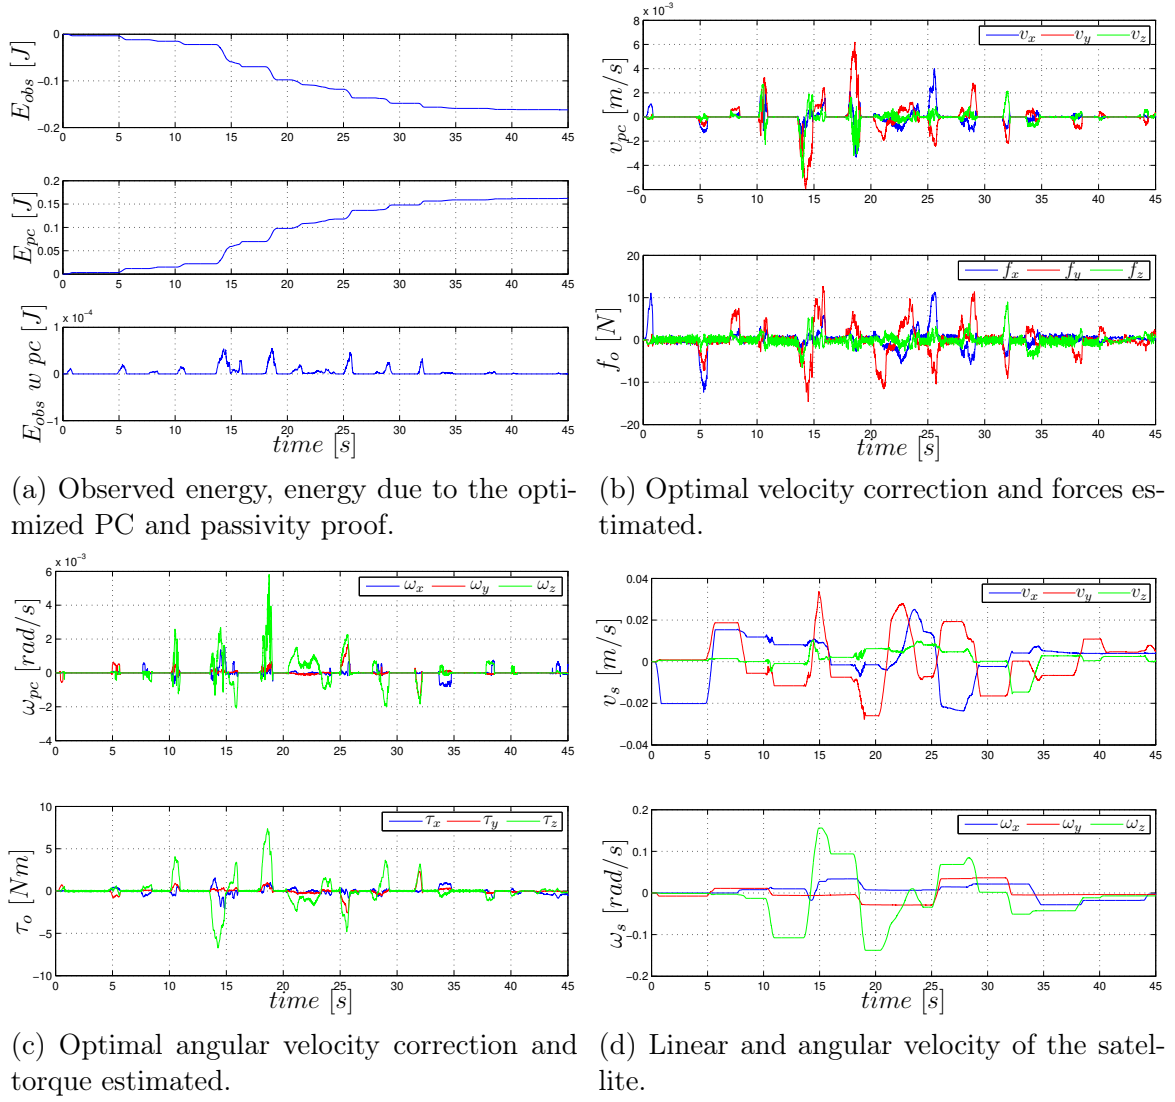 0
−0.1
−0.2
0 5 10 15 20 25 30 35 40 45
E_obs [J]
0.2
0.15
0.1
0.05
0
0 5 10 15 20 25 30 35 40 45
E_pc [J]
x 10⁻⁴
1
0
−1
0 5 10 15 20 25 30 35 40 45
E_obs w pc [J]
time [s]
x 10⁻³
8
6
4
2
0
−2
−4
−6
0 5 10 15 20 25 30 35 40 45
v_pc [m/s]
v_x v_y v_z
20
10
0
−10
−20
0 5 10 15 20 25 30 35 40 45
f_o [N]
f_x f_y f_z
time [s]
(a) Observed energy, energy due to the opti-
mized PC and passivity proof.
(b) Optimal velocity correction and forces es-
timated.
x 10⁻³
6
4
2
0
−2
−4
0 5 10 15 20 25 30 35 40 45
ω_pc [rad/s]
ω_x ω_y ω_z
10
5
0
−5
−10
0 5 10 15 20 25 30 35 40 45
τ_o [Nm]
τ_x τ_y τ_z
time [s]
0.04
0.02
0
−0.02
−0.04
0 5 10 15 20 25 30 35 40 45
v_s [m/s]
v_x v_y v_z
0.2
0.1
0
−0.1
−0.2
0 5 10 15 20 25 30 35 40 45
ω_s [rad/s]
ω_x ω_y ω_z
time [s]
(c) Optimal angular velocity correction and
torque estimated.
(d) Linear and angular velocity of the satel-
lite.